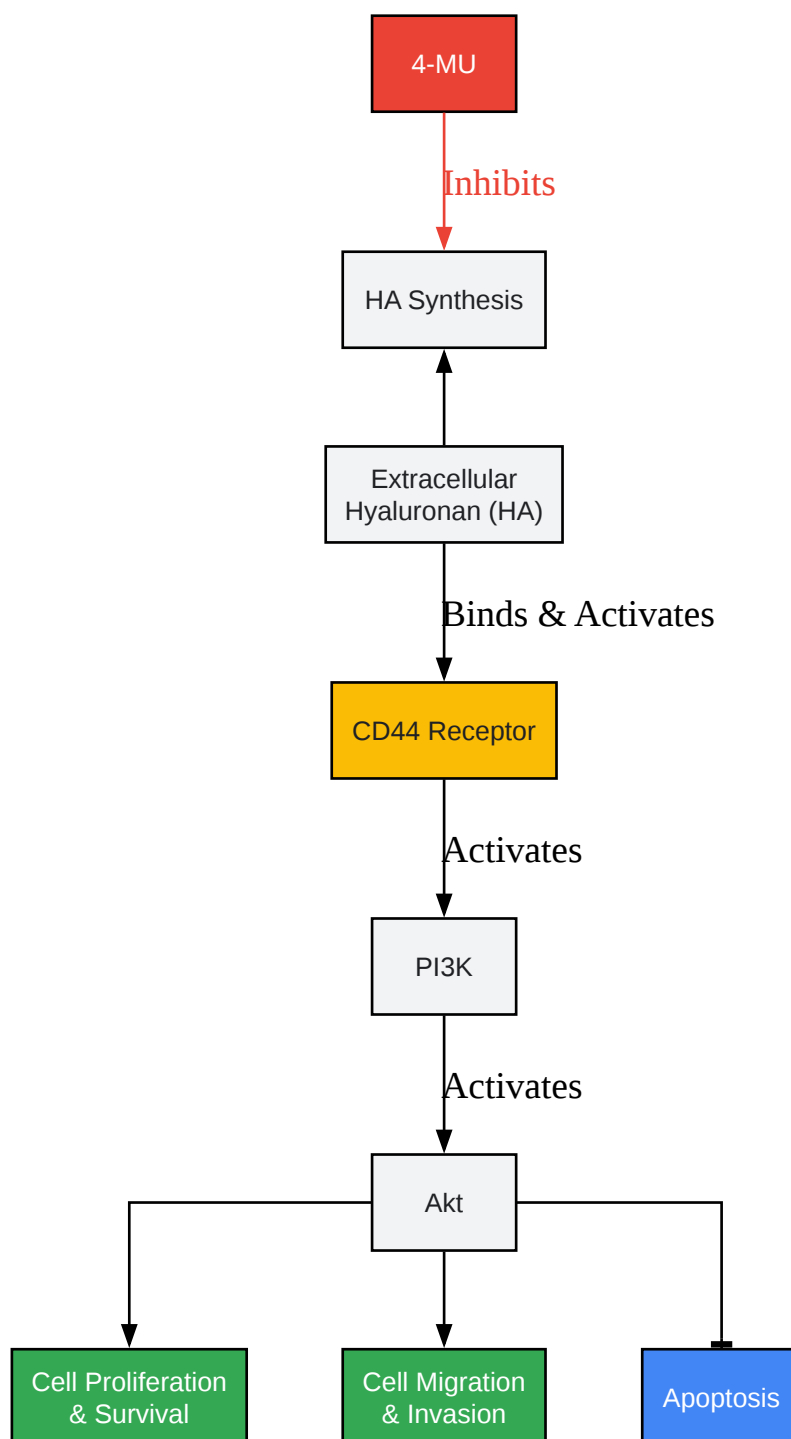 4-MU
Inhibits
HA Synthesis
Extracellular
Hyaluronan (HA)
Binds & Activates
CD44 Receptor
Activates
PI3K
Activates
Akt
Cell Proliferation
& Survival
Cell Migration
& Invasion
Apoptosis